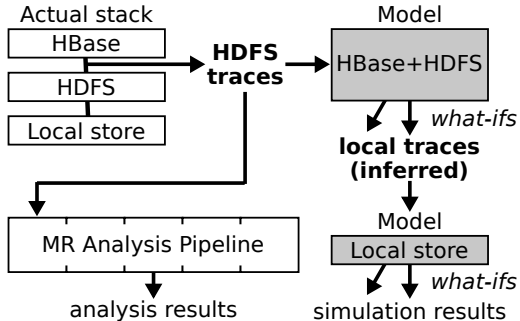 Actual stack
HBase
HDFS
Local store
HDFS
traces
Model
HBase+HDFS
what-ifs
local traces
(inferred)
Model
Local store
what-ifs
simulation results
MR Analysis Pipeline
analysis results